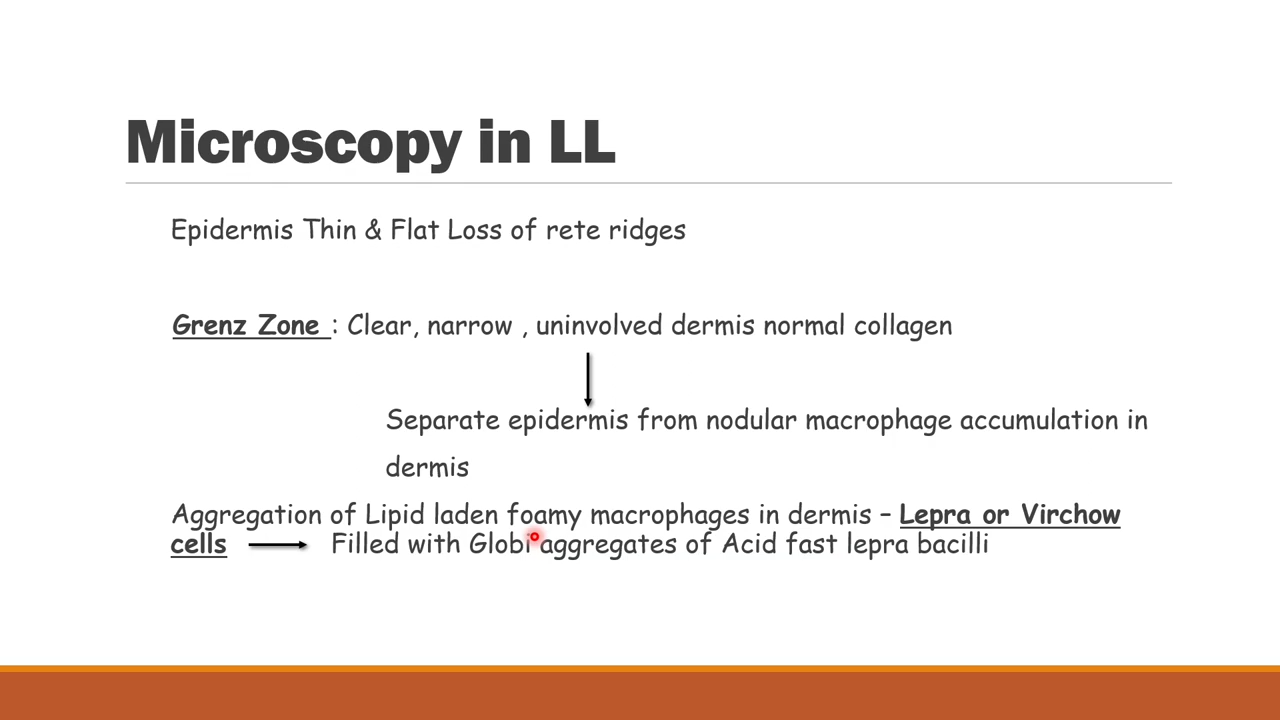 Microscopy in LL
Epidermis Thin & Flat Loss of rete ridges
Grenz Zone : Clear, narrow , uninvolved dermis normal collagen
Separate epidermis from nodular macrophage accumulation in
dermis
Aggregation of Lipid laden foamy macrophages in dermis – Lepra or Virchow
cells Filled with Globi aggregates of Acid fast lepra bacilli